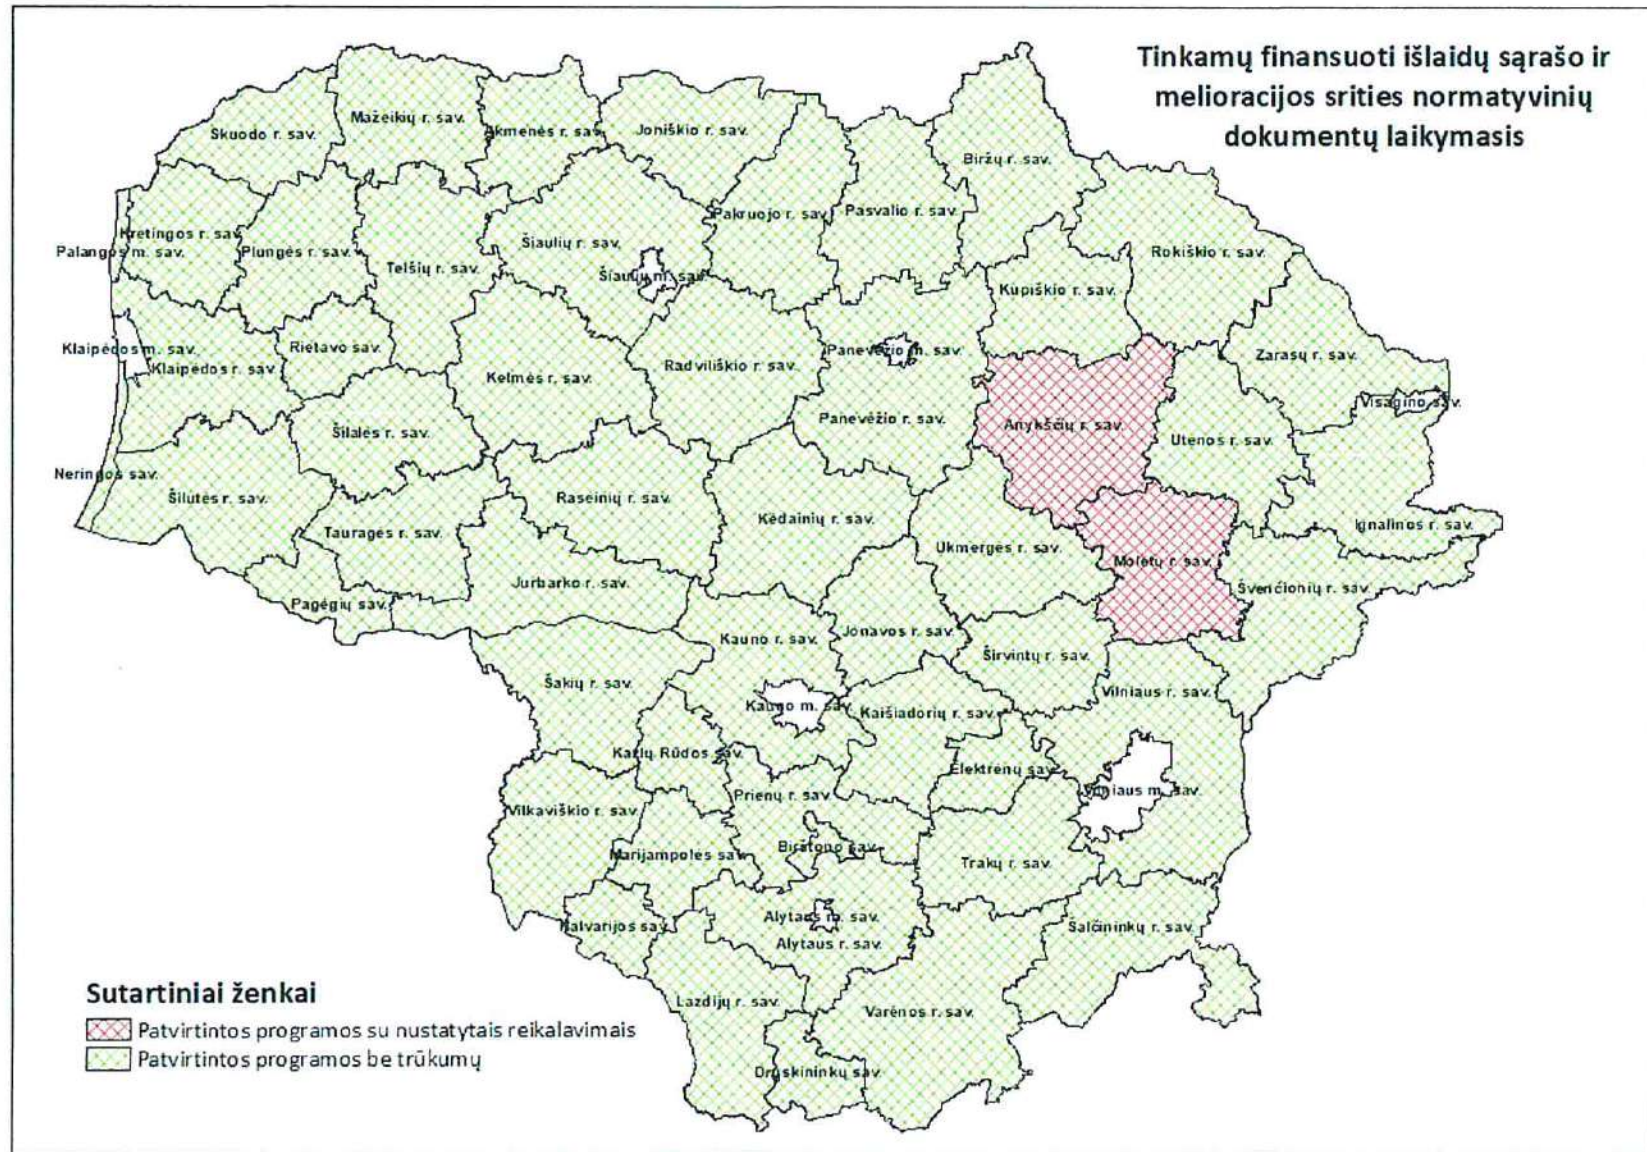 Tinkamų finansuoti išlaidų sąrašo ir
melioracijos srities normatyvinių
dokumentų laikymasis
Mažeikių r. sav.
Skuodo r. sav.
Akmenės r. sav.
Joniškio r. sav.
Biržų r. sav.
Kretingos r. sav.
Palangos m. sav.
Plungės r. sav.
Telšių r. sav.
Šiaulių r. sav.
Šiaulių m. sav.
Pakruojo r. sav.
Pasvalio r. sav.
Rokiškio r. sav.
Kupiškio r. sav.
Klaipėdos m. sav.
Klaipėdos r. sav.
Rietavo sav.
Kelmės r. sav.
Radviliškio r. sav.
Panevėžio m. sav.
Zarasų r. sav.
Visagino sav.
Šilalės r. sav.
Panevėžio r. sav.
Anykščių r. sav.
Utenos r. sav.
Neringos sav.
Šilutės r. sav.
Raseinių r. sav.
Tauragės r. sav.
Kėdainių r. sav.
Ignalinos r. sav.
Ukmergės r. sav.
Molėtų r. sav.
Jurbarko r. sav.
Švenčionių r. sav.
Pagėgių sav.
Kauno r. sav.
Jonavos r. sav.
Širvintų r. sav.
Šakių r. sav.
Vilniaus r. sav.
Kauno m. sav.
Kaišiadorių r. sav.
Kazlų Rūdos sav.
Elektrėnų sav.
Vilniaus m. sav.
Prienų r. sav.
Vilkaviškio r. sav.
Birštono sav.
Marijampolės sav.
Trakų r. sav.
Alytaus m. sav.
Kalvarijos sav.
Šalčininkų r. sav.
Alytaus r. sav.
Lazdijų r. sav.
Varėnos r. sav.
Druskininkų sav.
Sutartiniai ženkai
Patvirtintos programos su nustatytais reikalavimais
Patvirtintos programos be trūkumų